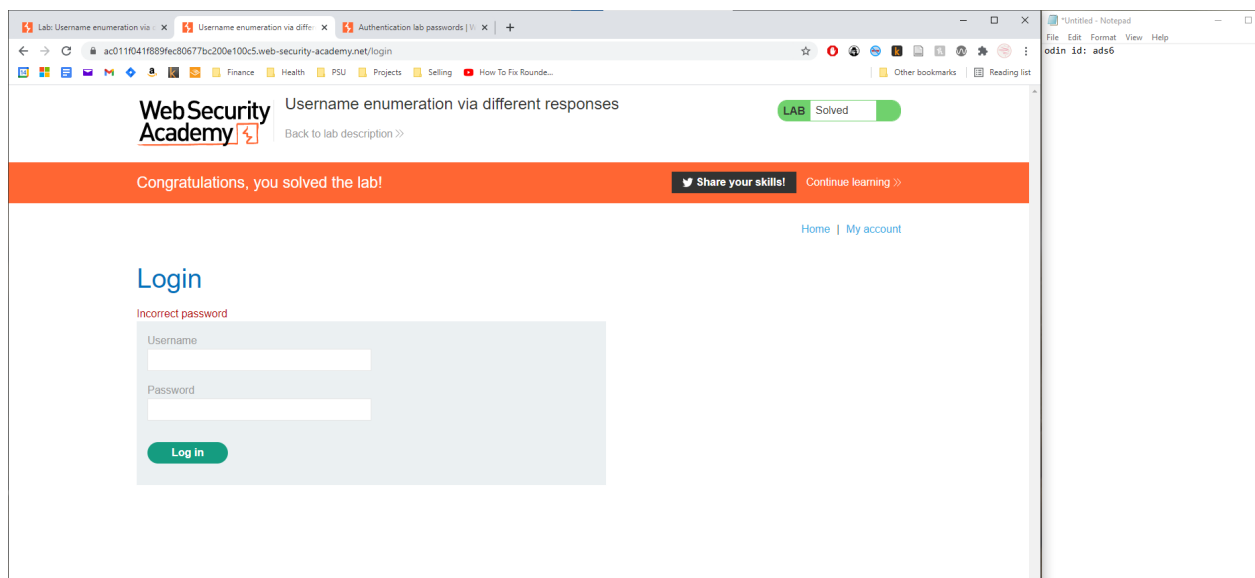 Lab: Username enumeration via
Username enumeration via differ
Authentication lab passwords | W
*Untitled - Notepad
ac011f041f889fec80677bc200e100c5.web-security-academy.net/login
File Edit Format View Help
odin id: ads6
Finance Health PSU Projects Selling How To Fix Rounde... Other bookmarks Reading list
Web Security Academy
Username enumeration via different responses
Back to lab description
LAB Solved
Congratulations, you solved the lab!
Share your skills!
Continue learning
Home | My account
Login
Incorrect password
Username
Password
Log in